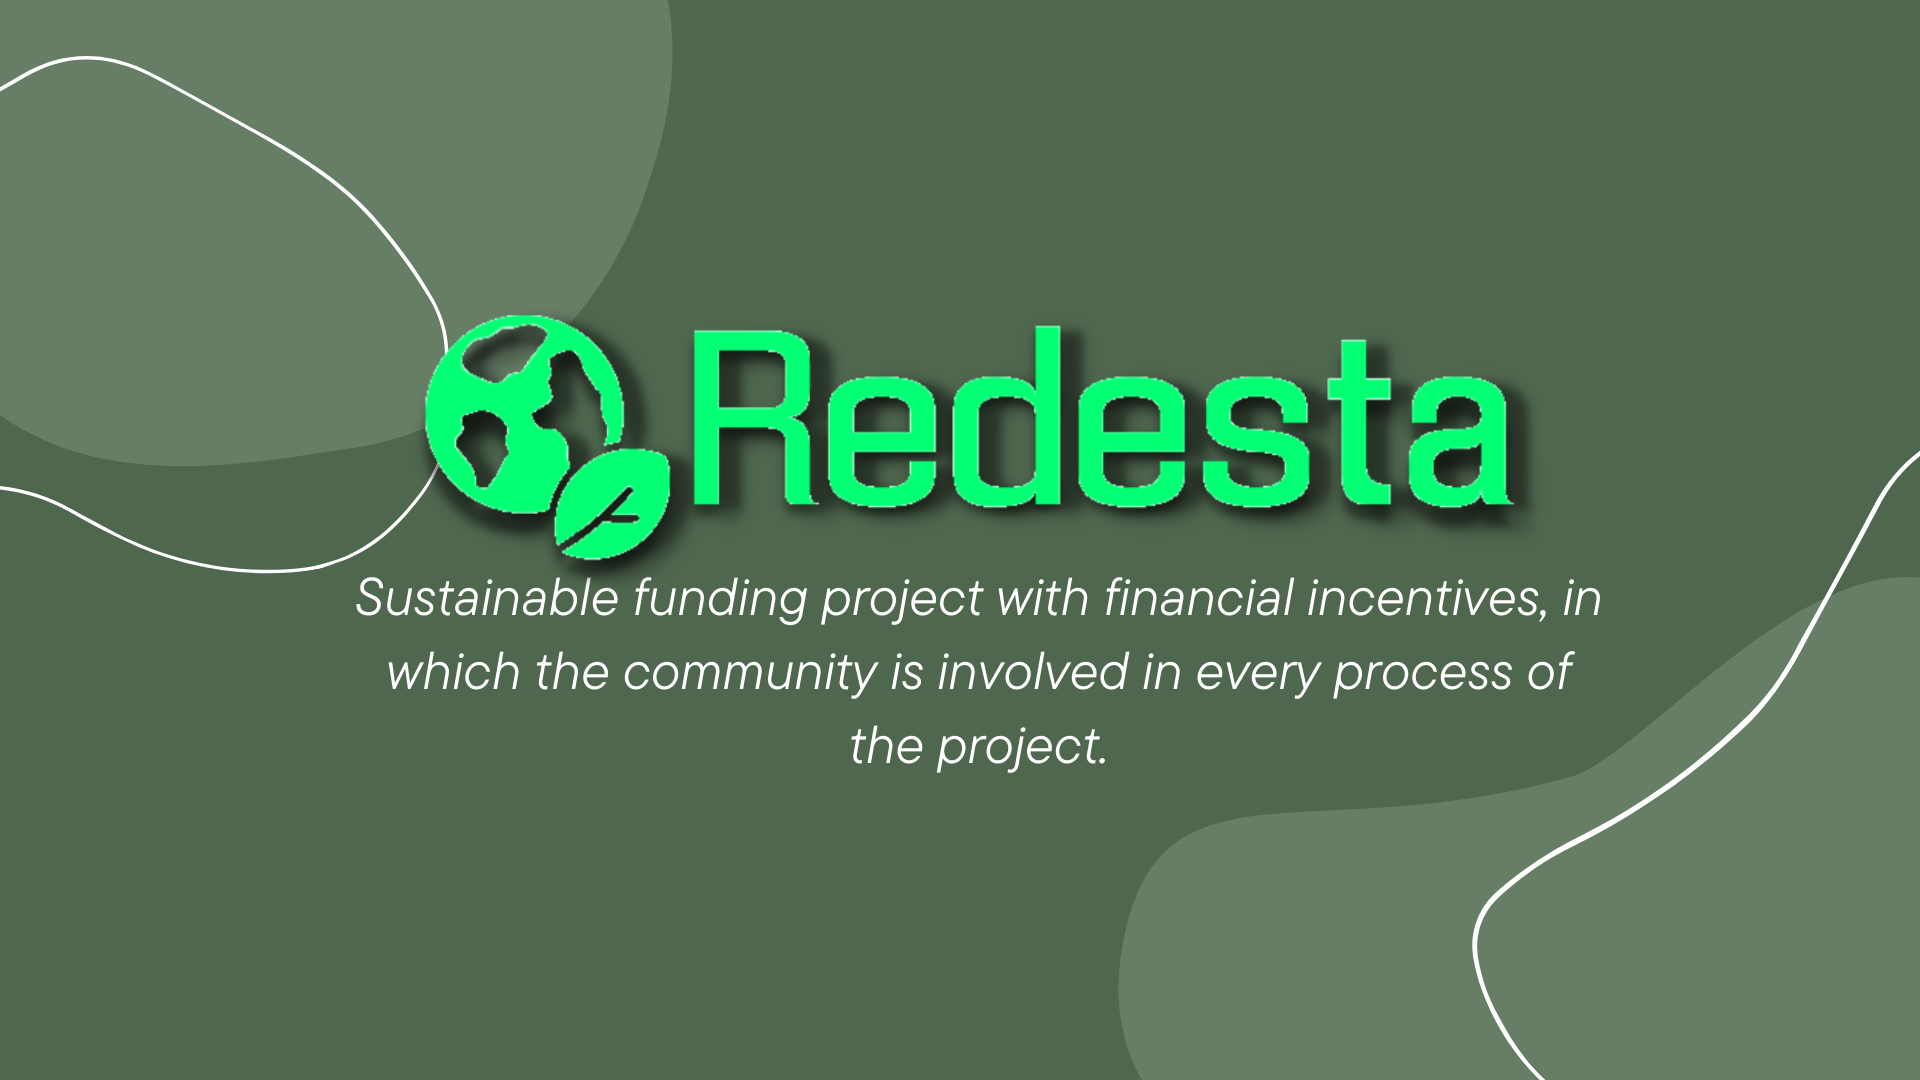 Redesta
Sustainable funding project with financial incentives, in
which the community is involved in every process of
the project.